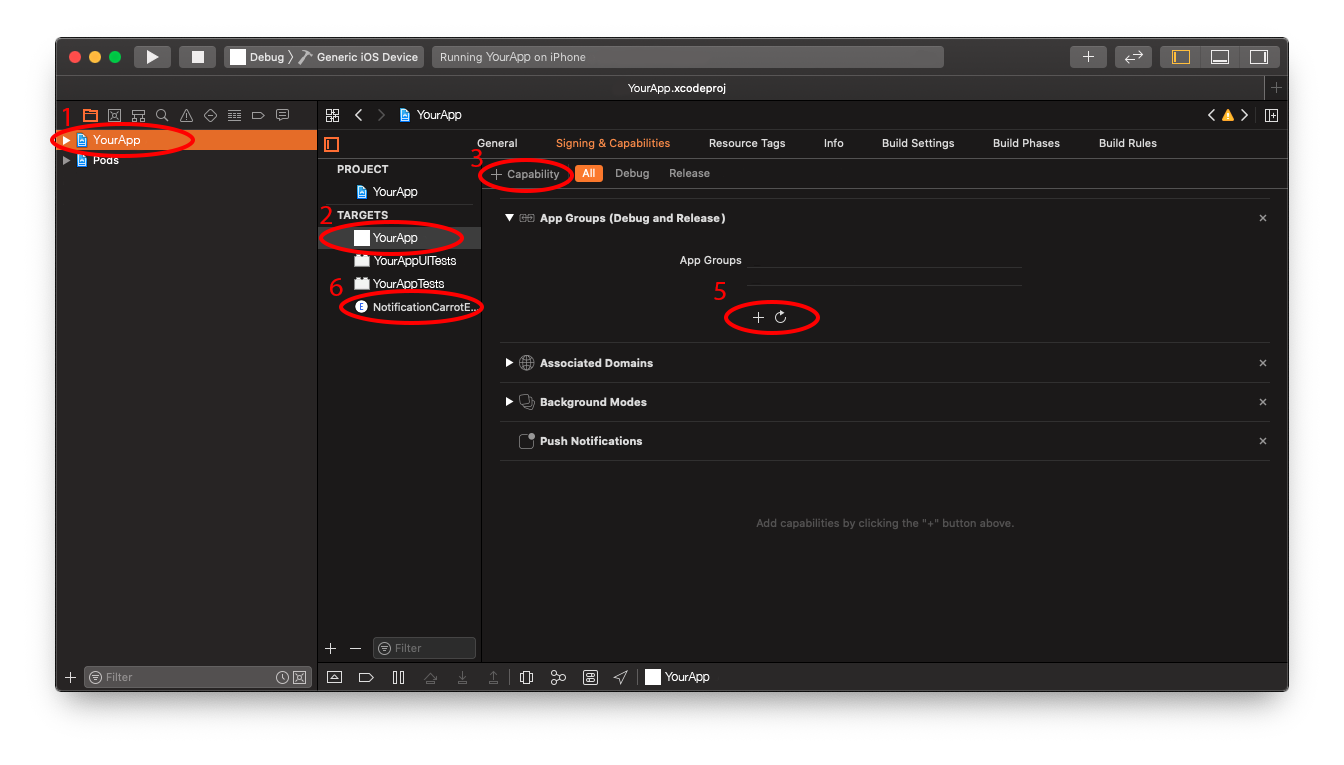 Debug 〉 Generic iOS Device
Running YourApp on iPhone
YourApp.xcodeproj
1
YourApp
YourApp
Pods
General
Signing & Capabilities
Resource Tags
Info
Build Settings
Build Phases
Build Rules
3
+ Capability
All
Debug
Release
PROJECT
YourApp
2
TARGETS
YourApp
YourAppUITests
YourAppTests
6
NotificationCarrotE...
App Groups (Debug and Release)
App Groups
5
Associated Domains
Background Modes
Push Notifications
Add capabilities by clicking the "+" button above.
Filter
Filter
YourApp